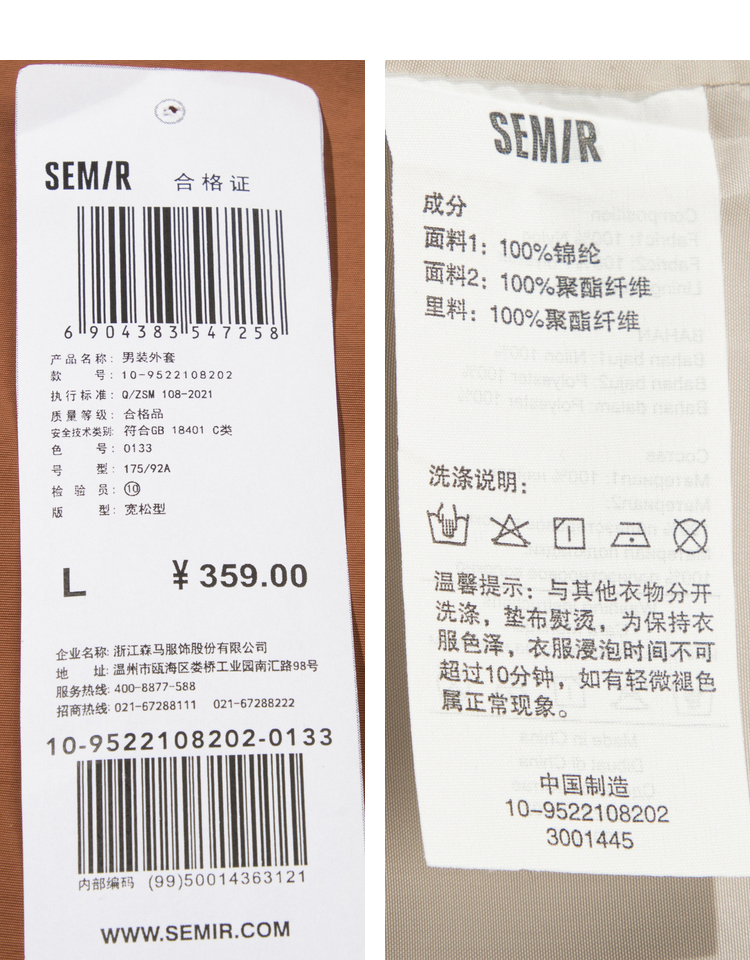 SEMIR 合格证
6 904383 547258
产品名称: 男装外套
款 号: 10-9522108202
执行标准: Q/ZSM 108-2021
质量等级: 合格品
安全技术类别: 符合GB 18401 C类
色 号: 0133
号 型: 175/92A
检 验 员: ⑩
版 型: 宽松型
L ¥ 359.00
企业名称: 浙江森马服饰股份有限公司
地 址: 温州市瓯海区娄桥工业园南汇路98号
服务热线: 400-8877-588
招商热线: 021-67288111 021-67288222
10-9522108202-0133
内部编码 (99)50014363121
WWW.SEMIR.COM
SEMIR
成分
面料1: 100%锦纶
面料2: 100%聚酯纤维
里料: 100%聚酯纤维
洗涤说明:
温馨提示: 与其他衣物分开
洗涤, 垫布熨烫, 为保持衣
服色泽, 衣服浸泡时间不可
超过10分钟, 如有轻微褪色
属正常现象。
中国制造
10-9522108202
3001445